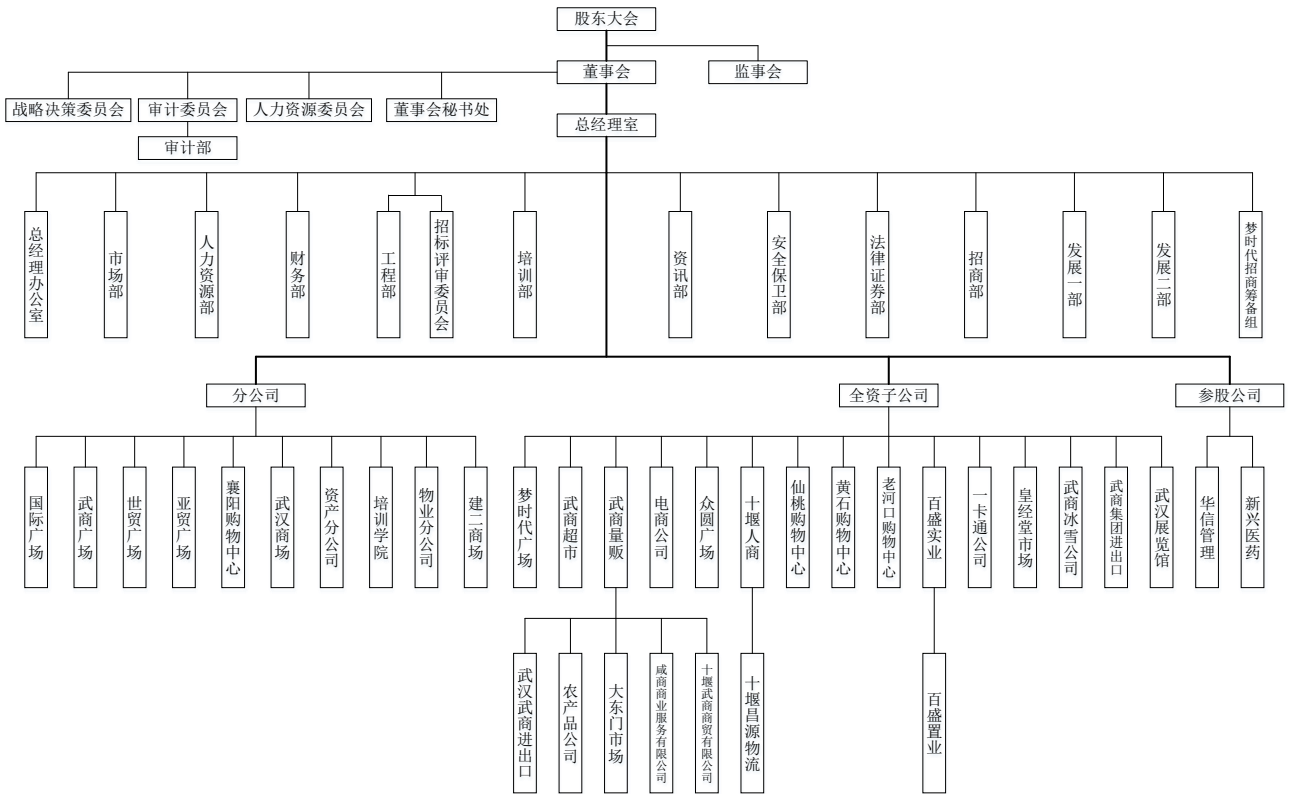 股东大会
董事会
监事会
战略决策委员会
审计委员会
人力资源委员会
董事会秘书处
总经理室
审计部
总经理办公室
市场部
人力资源部
财务部
工程部
招标评审委员会
培训部
资讯部
安全保卫部
法律证券部
招商部
发展一部
发展二部
梦时代招商筹备组
分公司
全资子公司
参股公司
国际广场
武商广场
世贸广场
亚贸广场
襄阳购物中心
武汉商场
资产分公司
培训学院
物业分公司
建二商场
梦时代广场
武商超市
武商量贩
电商公司
众圆广场
十堰人商
仙桃购物中心
黄石购物中心
老河口购物中心
百盛实业
一卡通公司
皇经堂市场
武商冰雪公司
武商集团进出口
武汉展览馆
华信管理
新兴医药
武汉武商进出口
农产品公司
大东门市场
咸商商业服务有限公司
十堰武商商贸有限公司
十堰昌源物流
百盛置业